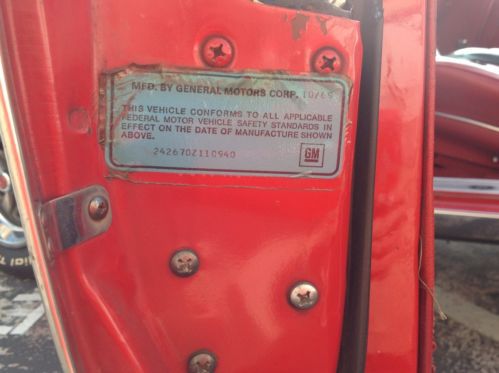 MFD. BY GENERAL MOTORS CORP. 10/69
THIS VEHICLE CONFORMS TO ALL APPLICABLE
FEDERAL MOTOR VEHICLE SAFETY STANDARDS IN
EFFECT ON THE DATE OF MANUFACTURE SHOWN
ABOVE.
242670Z110940
GM